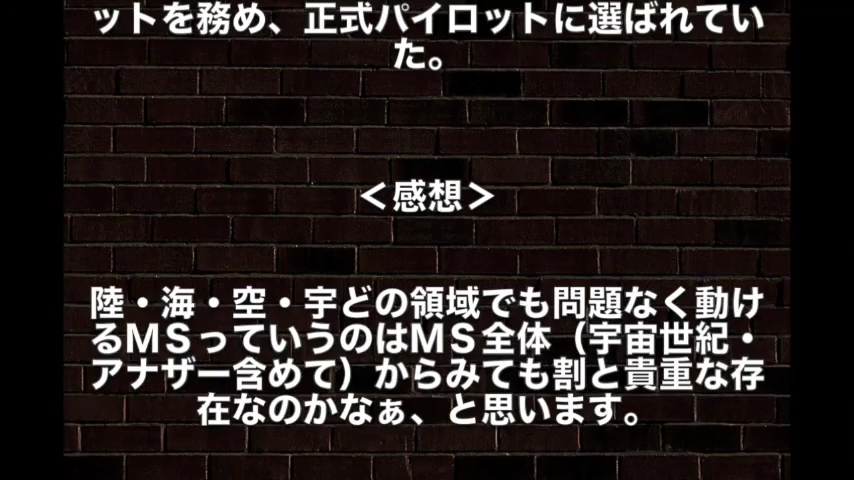 ットを務め、正式パイロットに選ばれてい
た。
＜感想＞
陸・海・空・宇どの領域でも問題なく動け
るＭＳっていうのはＭＳ全体（宇宙世紀・
アナザー含めて）からみても割と貴重な存
在なのかなぁ、と思います。